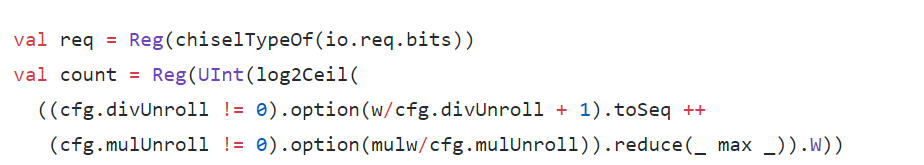 val req = Reg(chiselTypeOf(io.req.bits))
val count = Reg(UInt(log2Ceil(
((cfg.divUnroll != 0).option(w/cfg.divUnroll + 1).toSeq ++
(cfg.mulUnroll != 0).option(mulw/cfg.mulUnroll)).reduce(_ max _)).W))